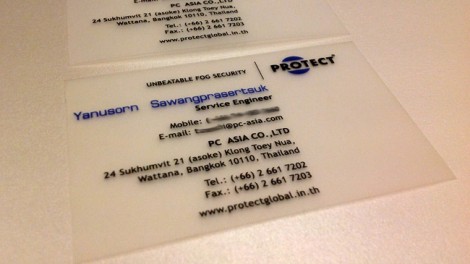 PC ASIA CO.,LTD
24 Sukhumvit 21 (asoke) Klong Toey Nua,
Wattana, Bangkok 10110, Thailand
Tel.: (+66) 2 661 7202
Fax.: (+66) 2 661 7203
www.protectglobal.in.th
UNBEATABLE FOG SECURITY
PROTECT
Yanusorn Sawangprasertsuk
Service Engineer
Mobile:
E-mail: @pc-asia.com
PC ASIA CO.,LTD
24 Sukhumvit 21 (asoke) Klong Toey Nua,
Wattana, Bangkok 10110, Thailand
Tel.: (+66) 2 661 7202
Fax.: (+66) 2 661 7203
www.protectglobal.in.th